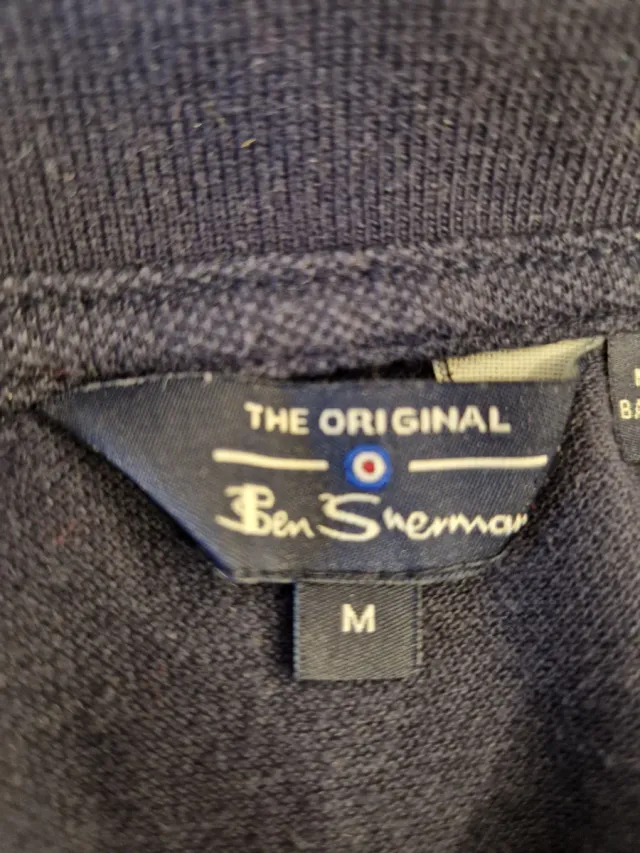 THE ORIGINAL
Ben Sherman
M